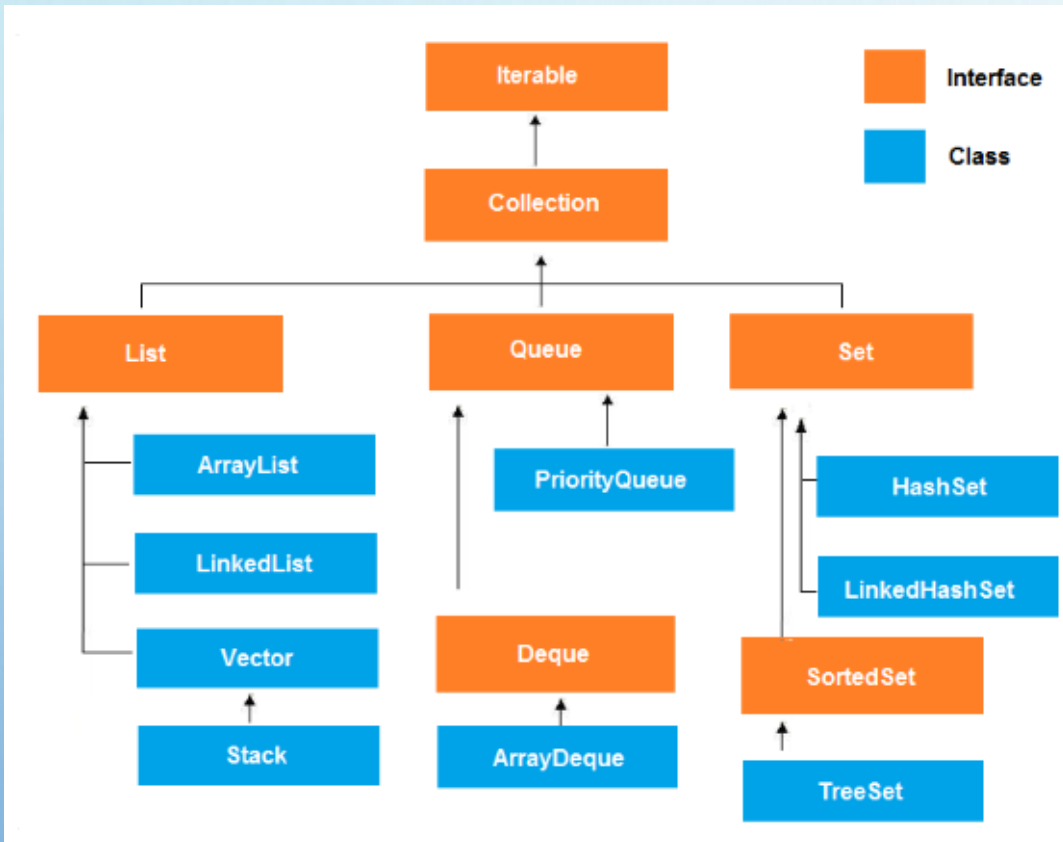 Iterable
Interface
Class
Collection
List
Queue
Set
ArrayList
PriorityQueue
HashSet
LinkedList
LinkedHashSet
Vector
Deque
SortedSet
Stack
ArrayDeque
TreeSet